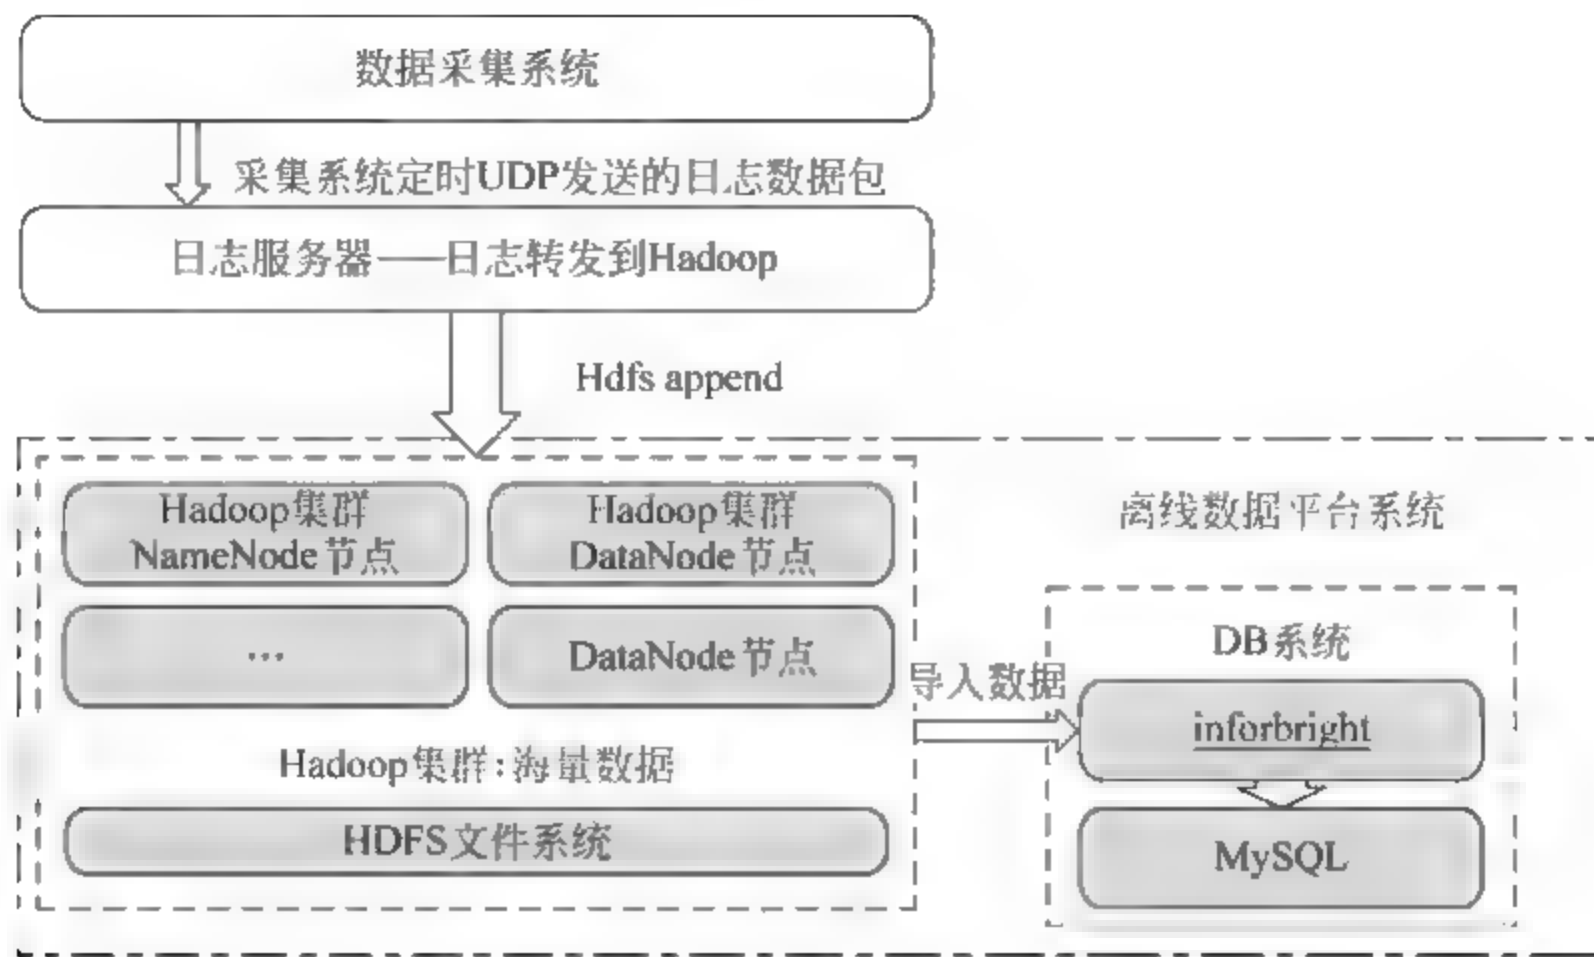 数据采集系统
采集系统定时UDP发送的日志数据包
日志服务器——日志转发到Hadoop
Hdfs append
Hadoop集群
NameNode节点
Hadoop集群
DataNode节点
离线数据平台系统
…
DataNode节点
DB系统
导入数据
inforbright
Hadoop集群:海量数据
HDFS文件系统
MySQL